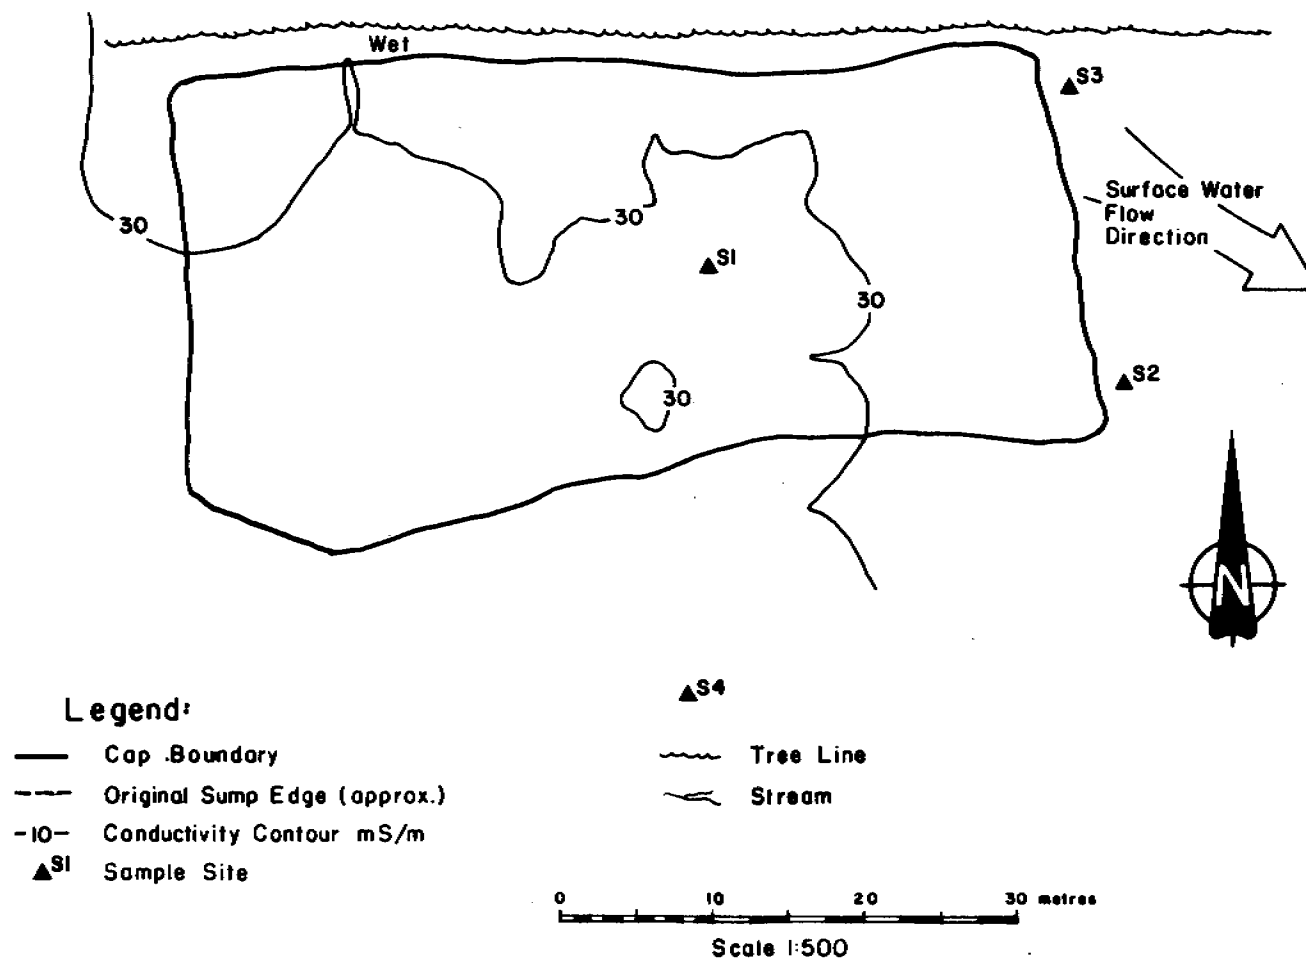 Wet
S3
Surface Water
Flow
Direction
30
30
S1
30
S2
30
N
S4
Legend:
Cap .Boundary
Tree Line
Original Sump Edge (approx.)
Stream
-10- Conductivity Contour mS/m
S1 Sample Site
0 10 20 30 metres
Scale 1:500